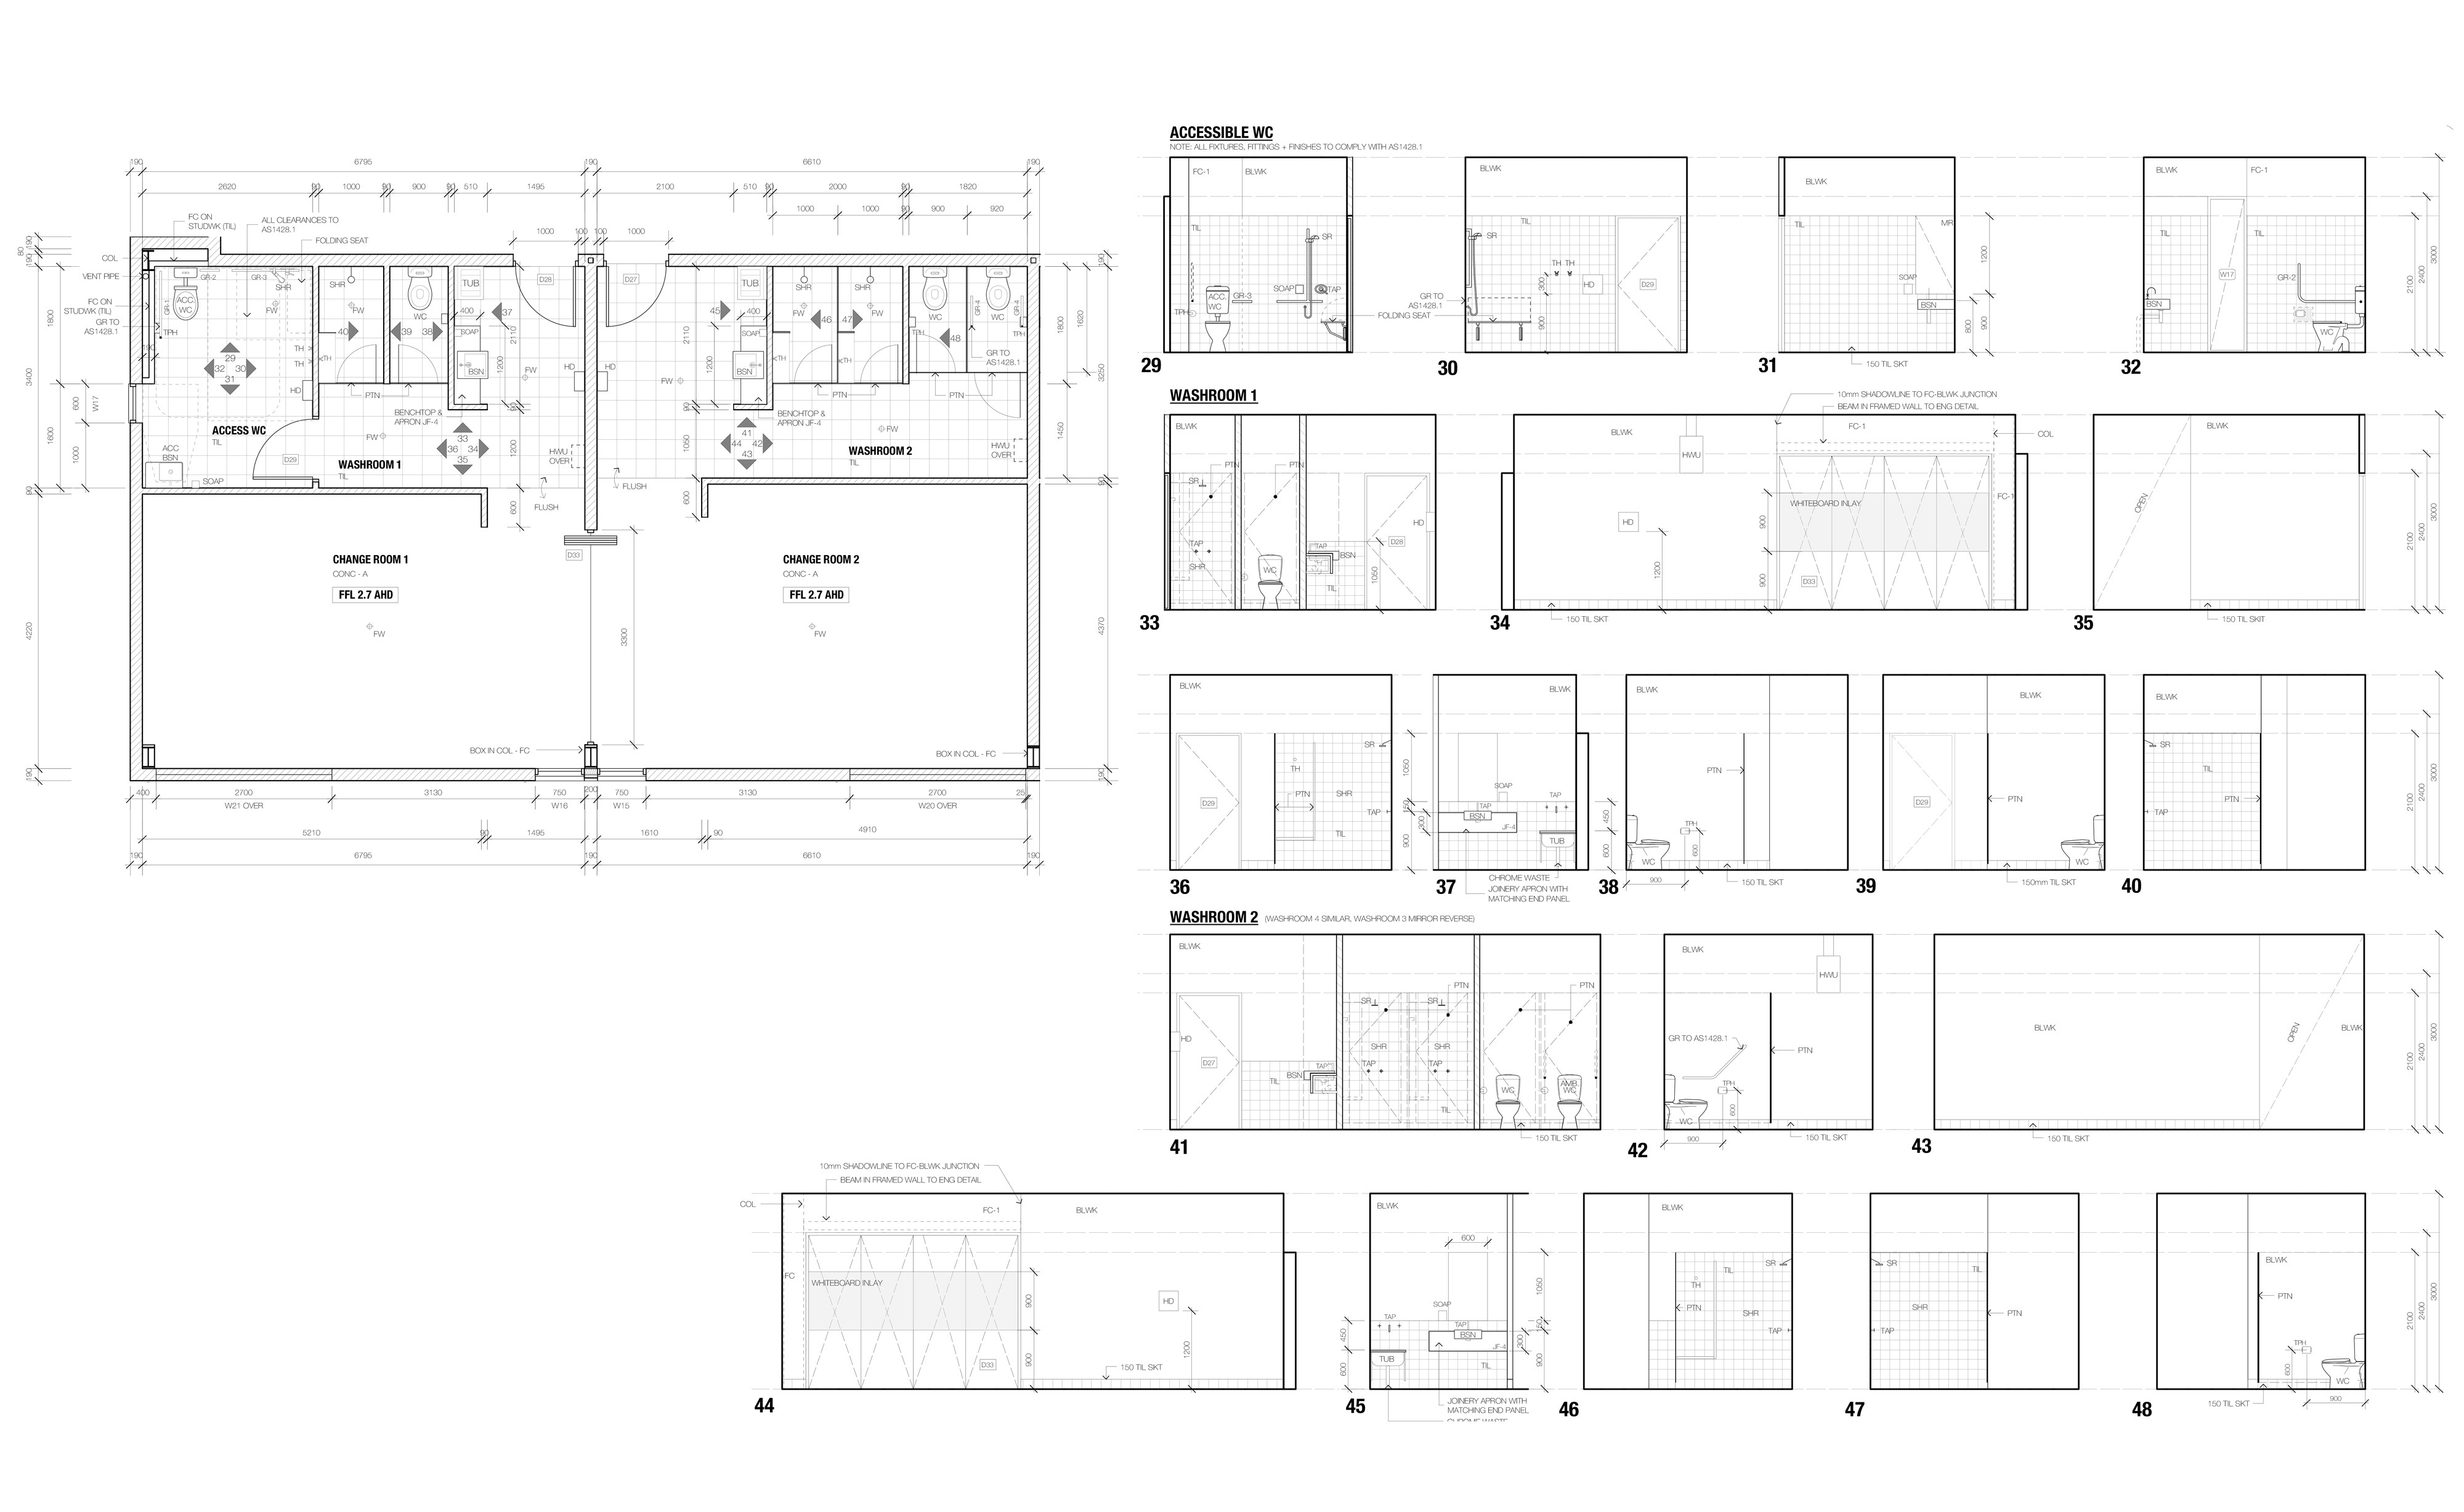 190
6795
190
6610
190
2620
90
1000
90
900
90
510
1495
2100
510
90
2000
90
1820
1000
1000
90
900
920
1000
100
100
1000
FC ON
STUDWK (TIL)
ALL CLEARANCES TO
AS1428.1
FOLDING SEAT
COL
VENT PIPE
FC ON
STUDWK (TIL)
GR TO
AS1428.1
80
190
190
1800
3400
600
W17
1600
1000
90
4220
190
GR-1
ACC.
WC
GR-2
GR-3
SHR
FW
TPH
190
TH
TH
HD
29
32
30
31
ACCESS WC
TIL
ACC
BSN
SOAP
D29
SHR
FW
40
TH
PTN
WC
39
38
BENCHTOP &
APRON JF-4
FW
WASHROOM 1
TIL
TUB
400
37
SOAP
BSN
2110
1200
FW
90
33
36
34
35
1200
HWU
OVER
600
FLUSH
D28
D27
HD
HD
FLUSH
TUB
45
400
SOAP
BSN
2110
1200
FW
90
1050
600
BENCHTOP &
APRON JF-4
41
44
42
43
SHR
FW
46
TH
SHR
47
FW
TH
PTN
FW
WASHROOM 2
TIL
WC
TPH
48
GR-4
WC
GR-4
TPH
GR TO
AS1428.1
PTN
HWU
OVER
190
1800
1620
3250
1450
90
4370
190
CHANGE ROOM 1
CONC - A
FFL 2.7 AHD
FW
D33
3300
CHANGE ROOM 2
CONC - A
FFL 2.7 AHD
FW
BOX IN COL - FC
BOX IN COL - FC
400
2700
3130
750
200
750
3130
2700
25
W21 OVER
W16
W15
W20 OVER
5210
90
1495
1610
90
4910
190
6795
190
6610
190
ACCESSIBLE WC
NOTE: ALL FIXTURES, FITTINGS + FINISHES TO COMPLY WITH AS1428.1
FC-1
BLWK
TIL
SR
ACC.
WC
GR-3
SOAP
TAP
TPH
29
BLWK
TIL
SR
TH
TH
300
HD
D29
GR TO
AS1428.1
FOLDING SEAT
900
30
BLWK
TIL
MR
SOAP
BSN
1200
800
900
150 TIL SKT
31
BLWK
FC-1
TIL
TIL
W17
GR-2
BSN
WC
2100
2400
3000
32
WASHROOM 1
BLWK
PTN
PTN
SR
HD
TAP
SHR
WC
TAP
BSN
TIL
D28
1050
33
10mm SHADOWLINE TO FC-BLWK JUNCTION
BEAM IN FRAMED WALL TO ENG DETAIL
BLWK
FC-1
COL
HWU
WHITEBOARD INLAY
FC-1
HD
1200
900
900
D33
150 TIL SKT
34
BLWK
OPEN
150 TIL SKIT
2100
2400
3000
35
BLWK
SR
TH
PTN
SHR
D29
TAP
TIL
1050
150
300
900
36
BLWK
SOAP
TAP
TAP
BSN
JF-4
TUB
450
600
CHROME WASTE
JOINERY APRON WITH
MATCHING END PANEL
37
BLWK
PTN
TPH
WC
600
900
150 TIL SKT
38
BLWK
D29
PTN
WC
150mm TIL SKT
39
BLWK
SR
TIL
PTN
TAP
2100
2400
3000
40
WASHROOM 2
(WASHROOM 4 SIMILAR, WASHROOM 3 MIRROR REVERSE)
BLWK
PTN
PTN
SR
SR
HD
D27
SHR
SHR
TAP
TAP
TAP
BSN
TIL
WC
AMB.
WC
TIL
150 TIL SKT
41
BLWK
HWU
GR TO AS1428.1
PTN
TPH
600
WC
900
150 TIL SKT
42
BLWK
OPEN
BLWK
150 TIL SKT
2100
2400
3000
43
10mm SHADOWLINE TO FC-BLWK JUNCTION
BEAM IN FRAMED WALL TO ENG DETAIL
COL
FC-1
BLWK
FC
WHITEBOARD INLAY
900
900
HD
1200
D33
150 TIL SKT
44
BLWK
600
SOAP
TAP
TAP
BSN
JF-4
TUB
TIL
450
600
1050
150
300
900
JOINERY APRON WITH
MATCHING END PANEL
CHROME WASTE
45
BLWK
SR
TIL
TH
PTN
SHR
TAP
46
SR
TIL
SHR
PTN
TAP
47
BLWK
PTN
TPH
600
WC
150 TIL SKT
900
2100
2400
3000
48